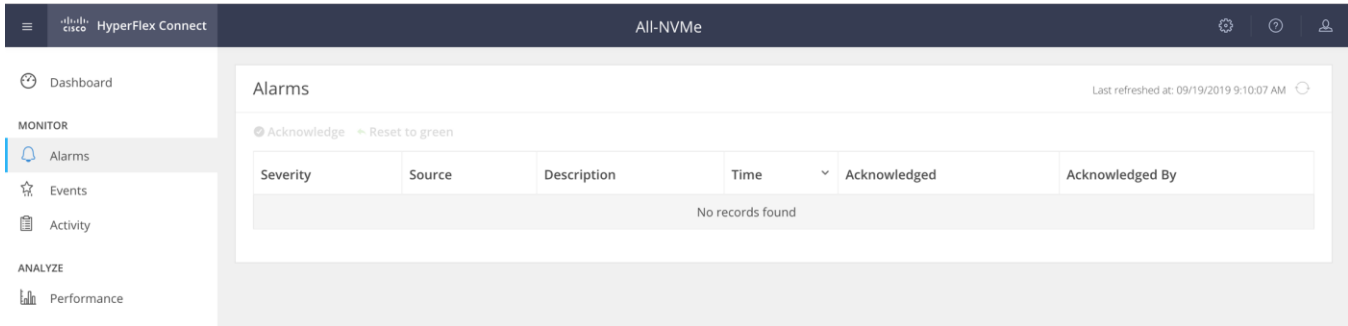 cisco HyperFlex Connect All-NVMe
Dashboard
MONITOR
Alarms
Events
Activity
ANALYZE
Performance
Alarms Last refreshed at: 09/19/2019 9:10:07 AM
Acknowledge Reset to green
Severity Source Description Time Acknowledged Acknowledged By
No records found